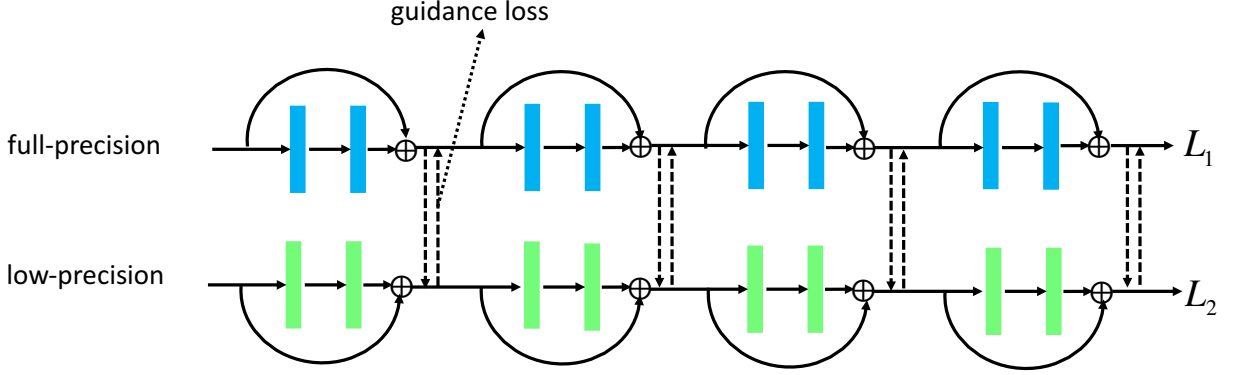 guidance loss
full-precision
L₁
low-precision
L₂